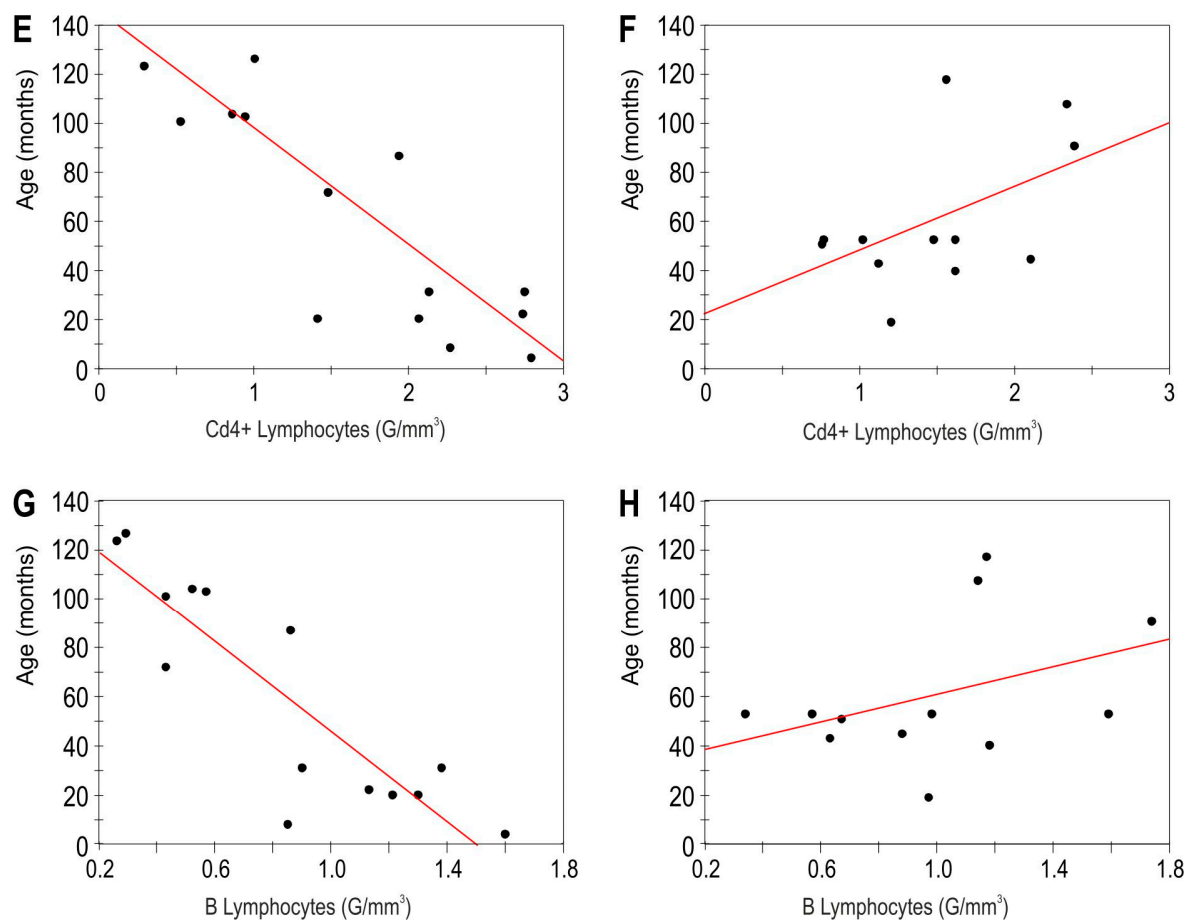 E
140
120
100
80
60
40
20
0
Age (months)
0 1 2 3
Cd4+ Lymphocytes (G/mm³)
F
140
120
100
80
60
40
20
0
Age (months)
0 1 2 3
Cd4+ Lymphocytes (G/mm³)
G
140
120
100
80
60
40
20
0
Age (months)
0.2 0.6 1.0 1.4 1.8
B Lymphocytes (G/mm³)
H
140
120
100
80
60
40
20
0
Age (months)
0.2 0.6 1.0 1.4 1.8
B Lymphocytes (G/mm³)